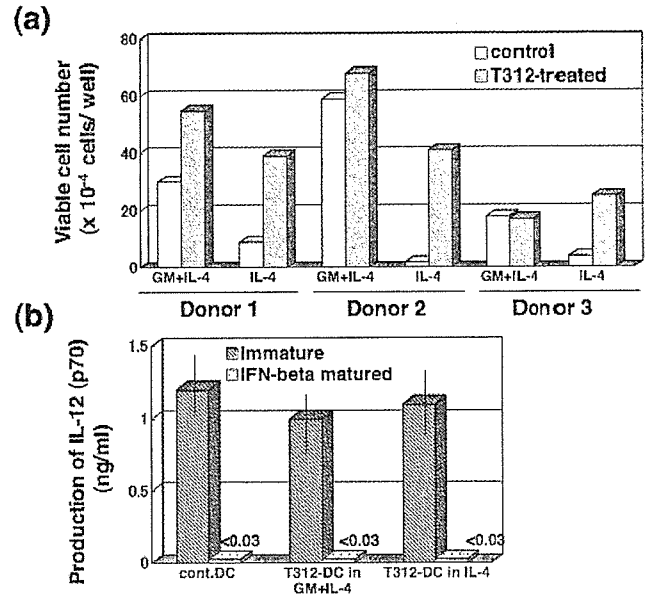 (a)
Viable cell number
(x 10⁻⁴ cells/ well)
80
60
40
20
0
control
T312-treated
GM+IL-4
IL-4
GM+IL-4
IL-4
GM+IL-4
IL-4
Donor 1
Donor 2
Donor 3
(b)
Production of IL-12 (p70)
(ng/ml)
1.5
1
0.5
0
Immature
IFN-beta matured
<0.03
<0.03
<0.03
cont.DC
T312-DC in
GM+IL-4
T312-DC in IL-4